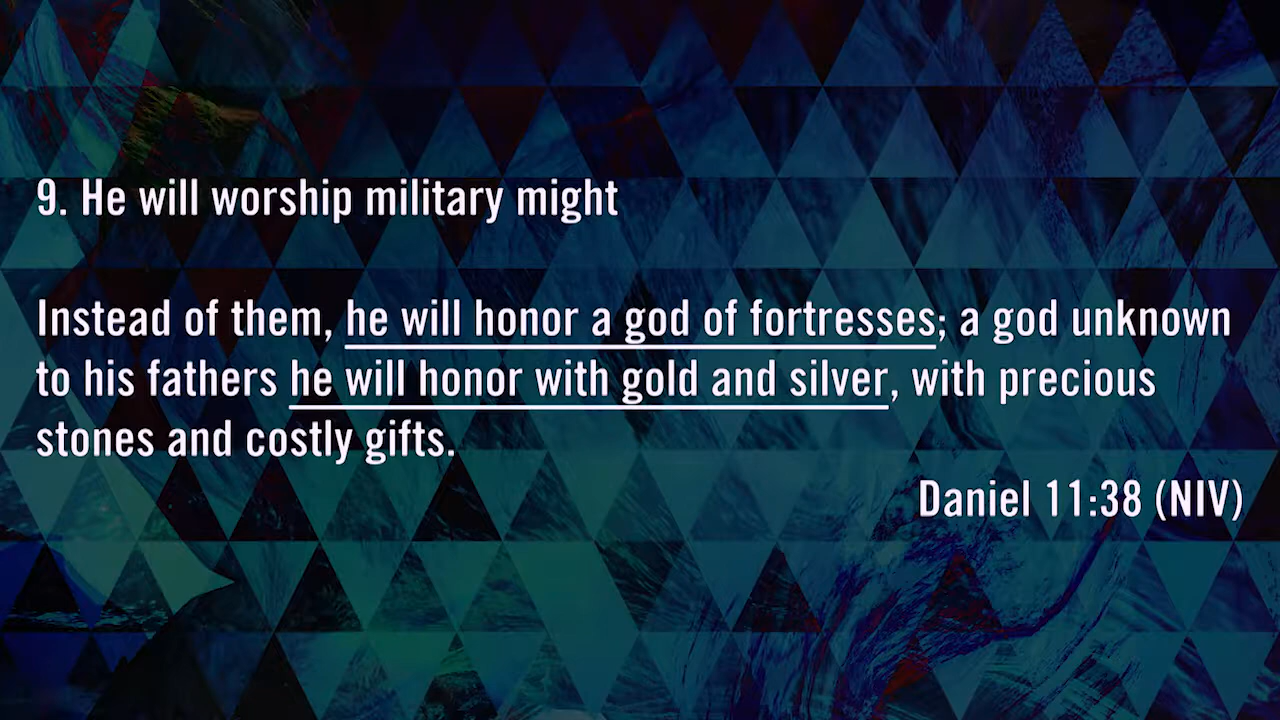 9. He will worship military might
Instead of them, he will honor a god of fortresses; a god unknown
to his fathers he will honor with gold and silver, with precious
stones and costly gifts.
Daniel 11:38 (NIV)